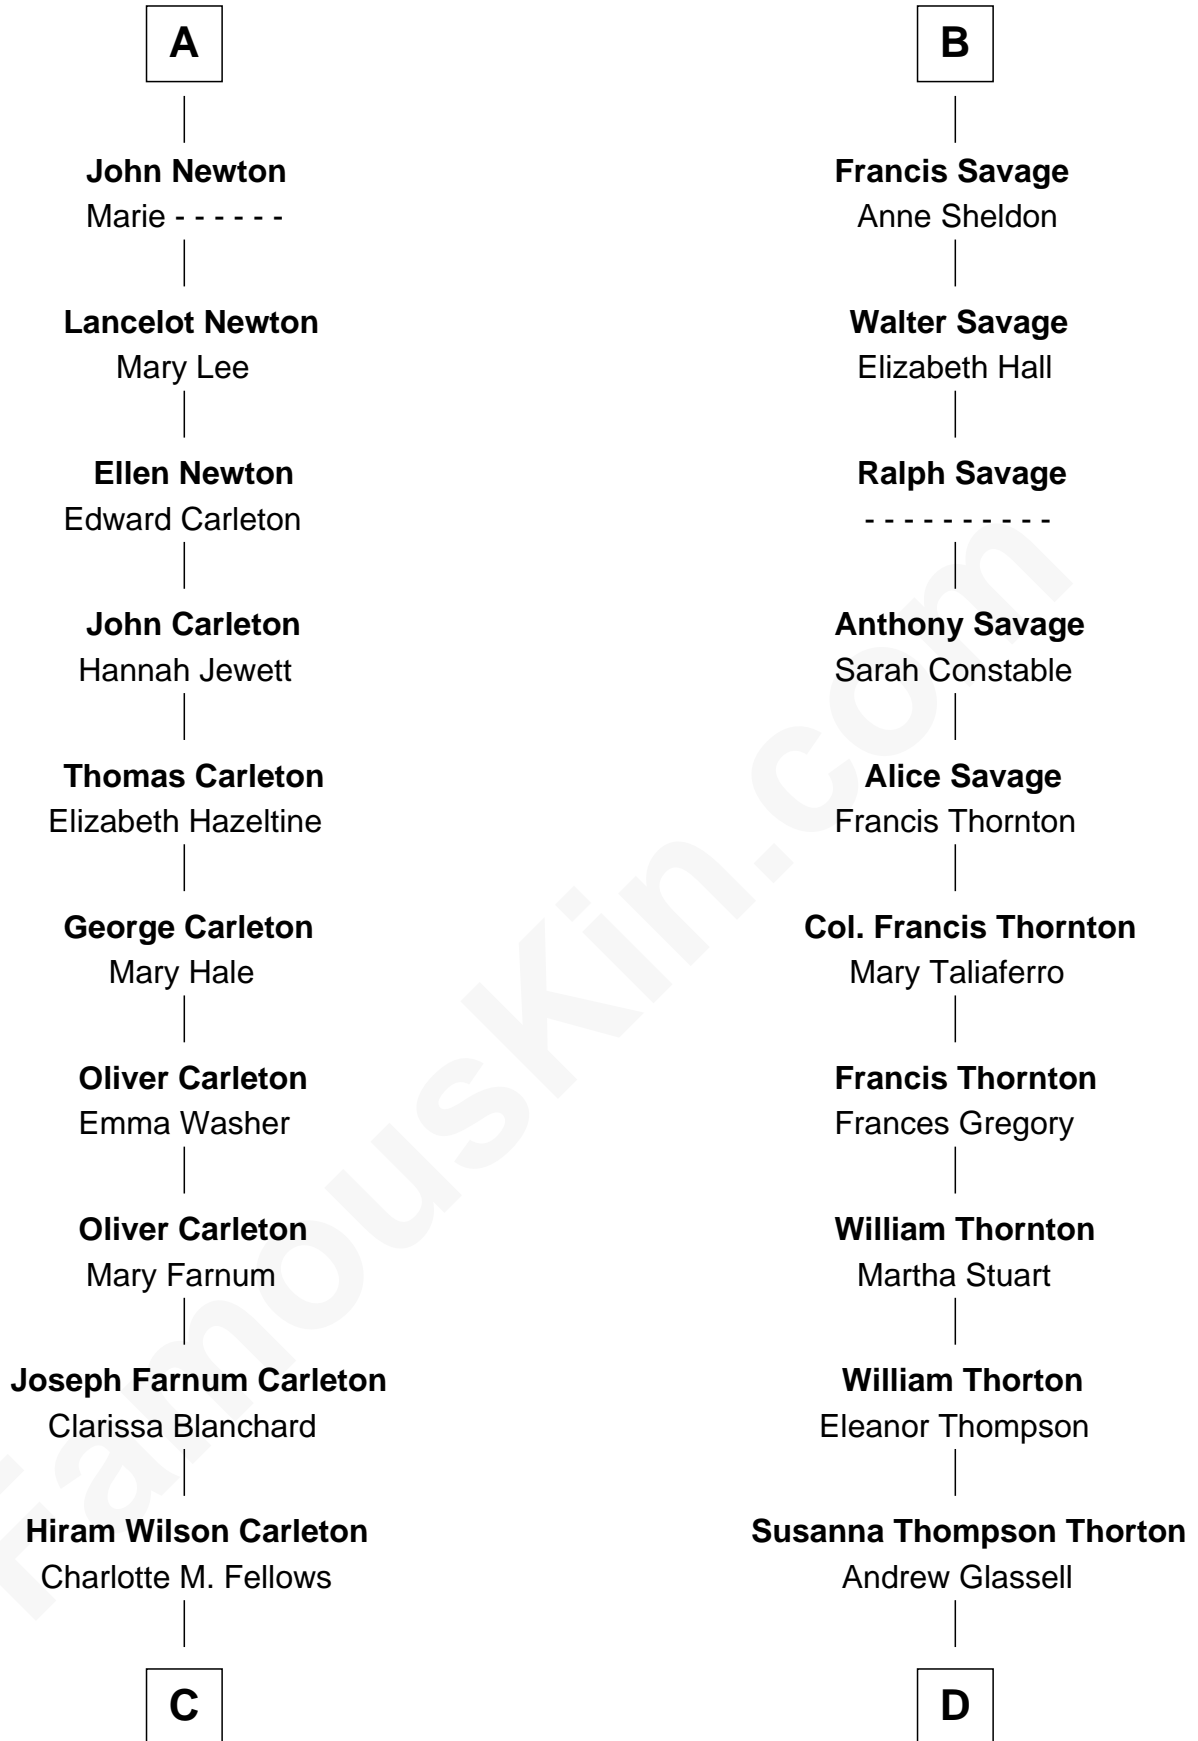 A
John Newton
Marie - - - - - -
Lancelot Newton
Mary Lee
Ellen Newton
Edward Carleton
John Carleton
Hannah Jewett
Thomas Carleton
Elizabeth Hazeltine
George Carleton
Mary Hale
Oliver Carleton
Emma Washer
Oliver Carleton
Mary Farnum
Joseph Farnum Carleton
Clarissa Blanchard
Hiram Wilson Carleton
Charlotte M. Fellows
C
B
Francis Savage
Anne Sheldon
Walter Savage
Elizabeth Hall
Ralph Savage
- - - - - - - - - -
Anthony Savage
Sarah Constable
Alice Savage
Francis Thornton
Col. Francis Thornton
Mary Taliaferro
Francis Thornton
Frances Gregory
William Thornton
Martha Stuart
William Thorton
Eleanor Thompson
Susanna Thompson Thorton
Andrew Glassell
D
FamousKin.com